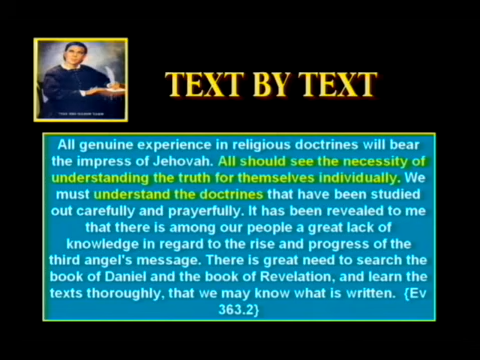 TEXT BY TEXT
All genuine experience in religious doctrines will bear
the impress of Jehovah. All should see the necessity of
understanding the truth for themselves individually. We
must understand the doctrines that have been studied
out carefully and prayerfully. It has been revealed to me
that there is among our people a great lack of
knowledge in regard to the rise and progress of the
third angel's message. There is great need to search the
book of Daniel and the book of Revelation, and learn the
texts thoroughly, that we may know what is written.  {Ev
363.2}